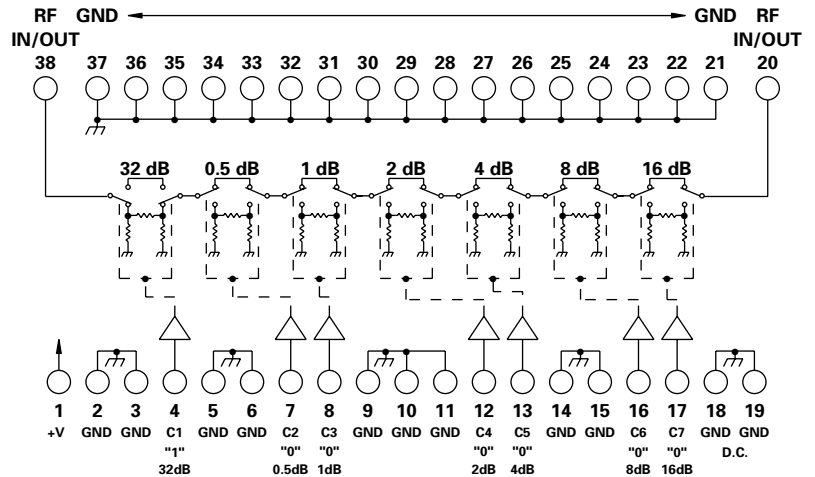 RF GND GND RF
IN/OUT IN/OUT
38 37 36 35 34 33 32 31 30 29 28 27 26 25 24 23 22 21 20
32 dB 0.5 dB 1 dB 2 dB 4 dB 8 dB 16 dB
1 2 3 4 5 6 7 8 9 10 11 12 13 14 15 16 17 18 19
+V GND GND C1 GND GND C2 C3 GND GND GND C4 C5 GND GND C6 C7 GND GND
"1" "0" "0" "0" "0" "0" "0" D.C.
32dB 0.5dB 1dB 2dB 4dB 8dB 16dB